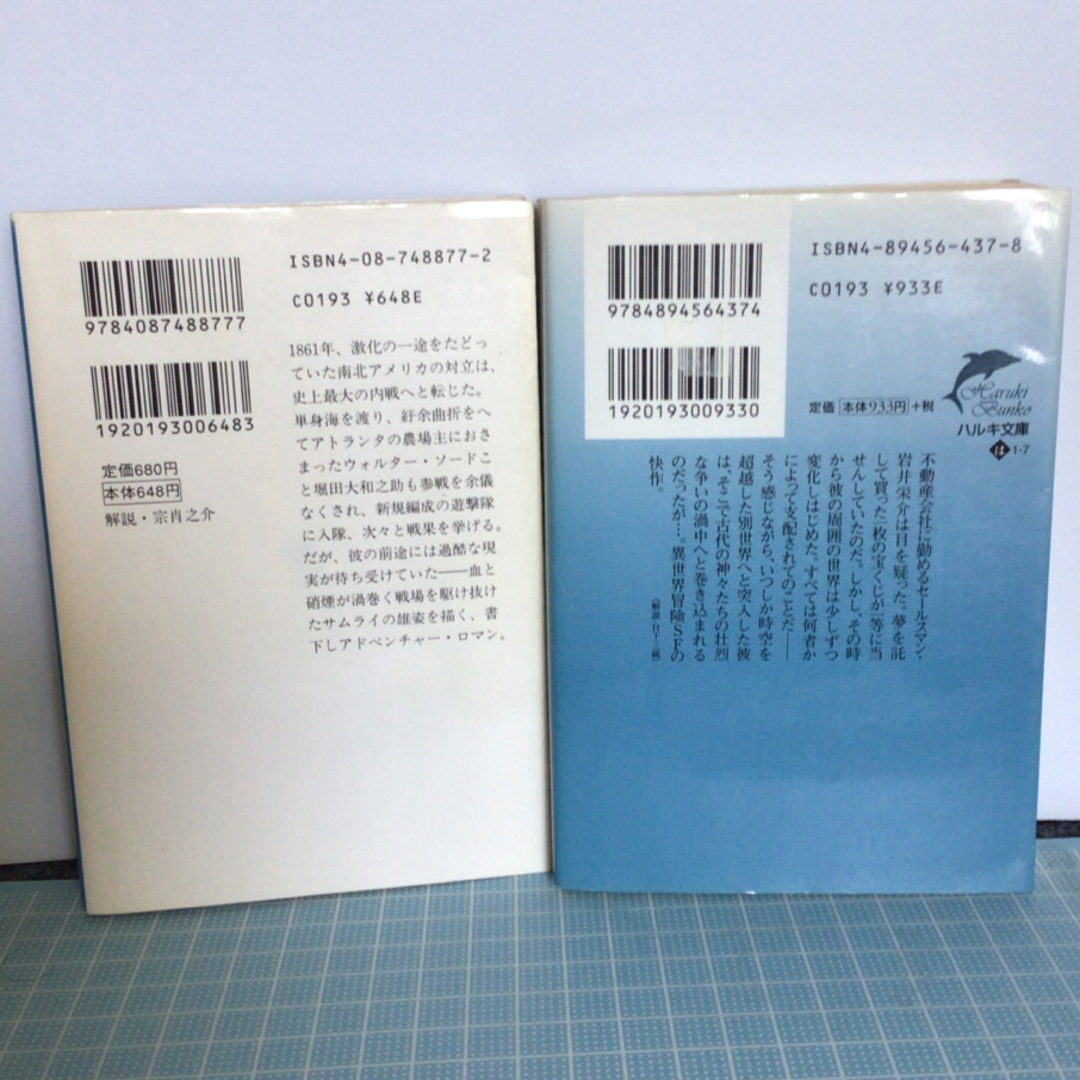 ISBN4-08-748877-2
C0193 ¥648E
9784087488777
1920193006483
定価680円
本体648円
解説・宗肖之介
1861年、激化の一途をたどっ
ていた南北アメリカの対立は、
史上最大の内戦へと転じた。
単身海を渡り、紆余曲折をへ
てアトランタの農場主におさ
まったウォルター・ソードこ
と堀田大和之助も参戦を余儀
なくされ、新規編成の遊撃隊
に入隊、次々と戦果を挙げる。
だが、彼の前途には過酷な現
実が待ち受けていた——血と
硝煙が渦巻く戦場を駆け抜け
たサムライの雄姿を描く、書
下しアドベンチャー・ロマン。
ISBN4-89456-437-8
C0193 ¥933E
9784894564374
1920193009330
定価 本体933円+税
Haruki
Bunko
ハルキ文庫
は 1-7
不動産会社に勤めるセールスマン・
岩井栄介は目を疑った。夢を託
して買った一枚の宝くじが一等に当
せんしていたのだ。しかし、その時
から彼の周囲の世界は少しずつ
変化しはじめた。すべては何者か
によって支配されてのことだ——
そう感じながら、いつしか時空を
超越した別世界へと突入した彼
は、そこで古代の神々たちの壮烈
な争いの渦中へと巻き込まれる
のだったが…。異世界冒険SFの
快作。